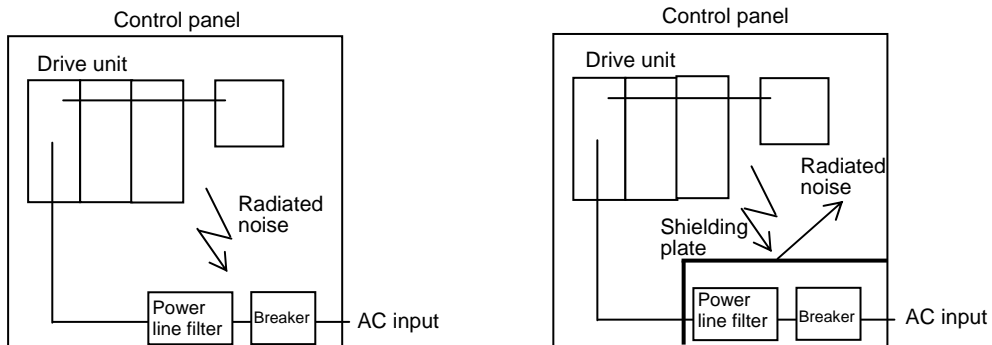 Control panel
Drive unit
Radiated
noise
Power
line filter
Breaker
AC input
Control panel
Drive unit
Radiated
noise
Shielding
plate
Power
line filter
Breaker
AC input